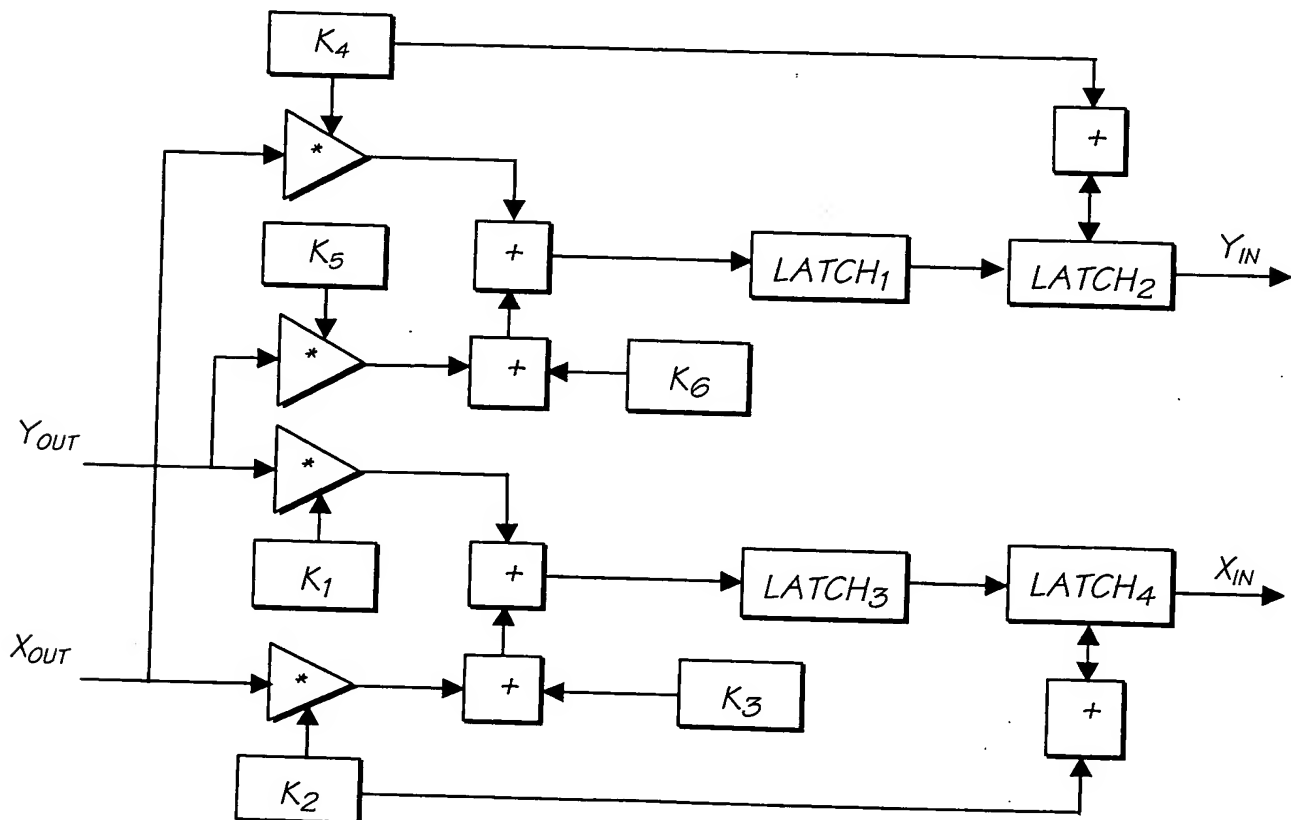 K4
*
+
K5
+
LATCH1
LATCH2
YIN
*
+
K6
YOUT
*
K1
+
LATCH3
LATCH4
XIN
XOUT
*
+
K3
+
K2